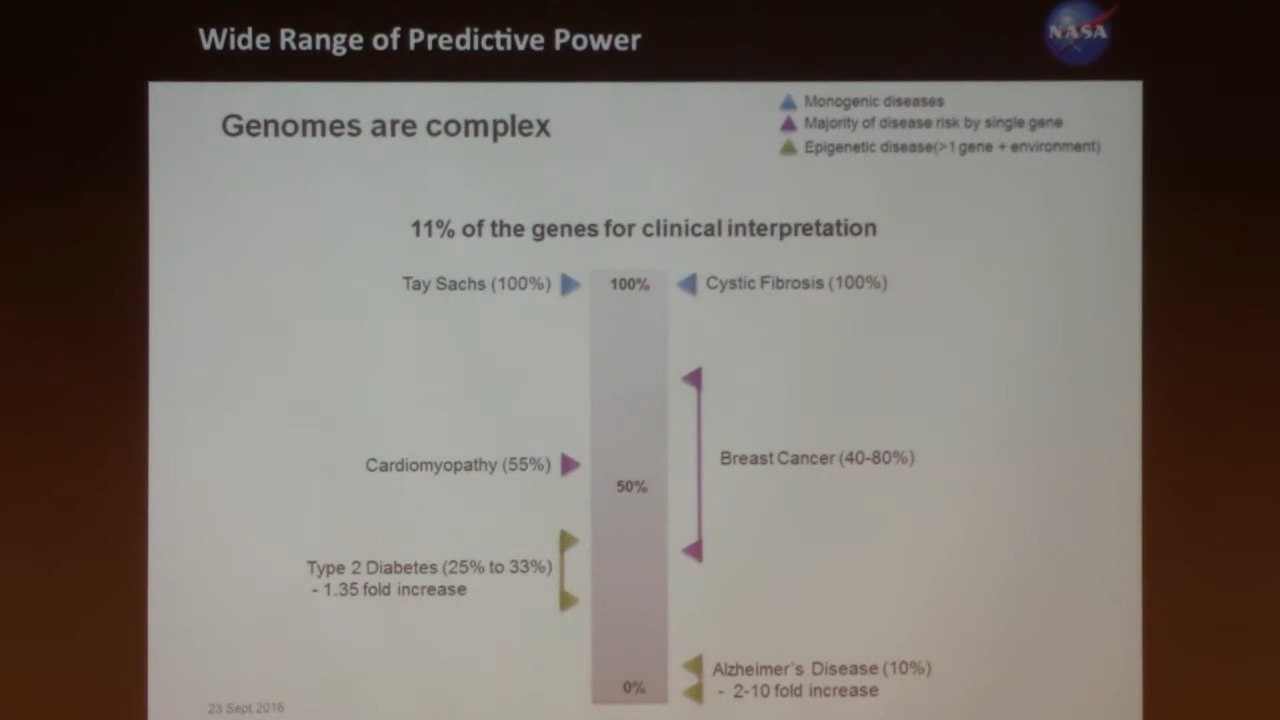 Wide Range of Predictive Power
NASA
Genomes are complex
Monogenic diseases
Majority of disease risk by single gene
Epigenetic disease(>1 gene + environment)
11% of the genes for clinical interpretation
Tay Sachs (100%)
100%
Cystic Fibrosis (100%)
Cardiomyopathy (55%)
Breast Cancer (40-80%)
50%
Type 2 Diabetes (25% to 33%)
- 1.35 fold increase
Alzheimer's Disease (10%)
0%
- 2-10 fold increase
23 Sept 2016